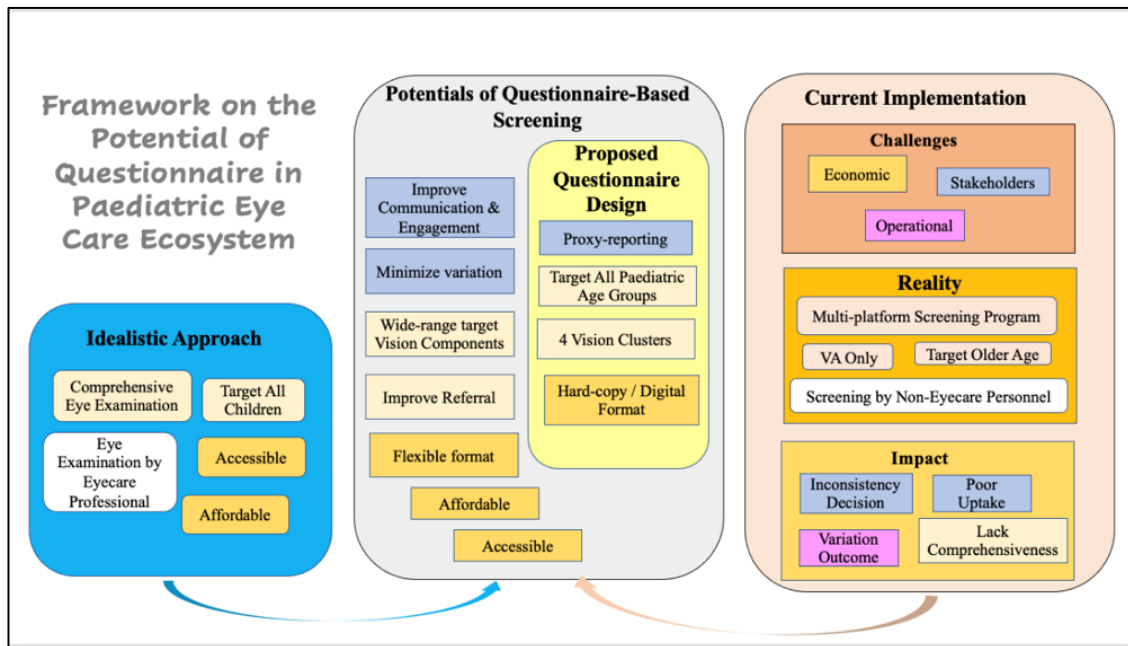 Framework on the
Potential of
Questionnaire in
Paediatric Eye
Care Ecosystem
Idealistic Approach
Comprehensive
Eye Examination
Target All
Children
Eye
Examination by
Eyecare
Professional
Accessible
Affordable
Potentials of Questionnaire-Based
Screening
Improve
Communication &
Engagement
Minimize variation
Wide-range target
Vision Components
Improve Referral
Flexible format
Affordable
Accessible
Proposed
Questionnaire
Design
Proxy-reporting
Target All Paediatric
Age Groups
4 Vision Clusters
Hard-copy / Digital
Format
Current Implementation
Challenges
Economic
Stakeholders
Operational
Reality
Multi-platform Screening Program
VA Only
Target Older Age
Screening by Non-Eyecare Personnel
Impact
Inconsistency
Decision
Poor
Uptake
Variation
Outcome
Lack
Comprehensiveness